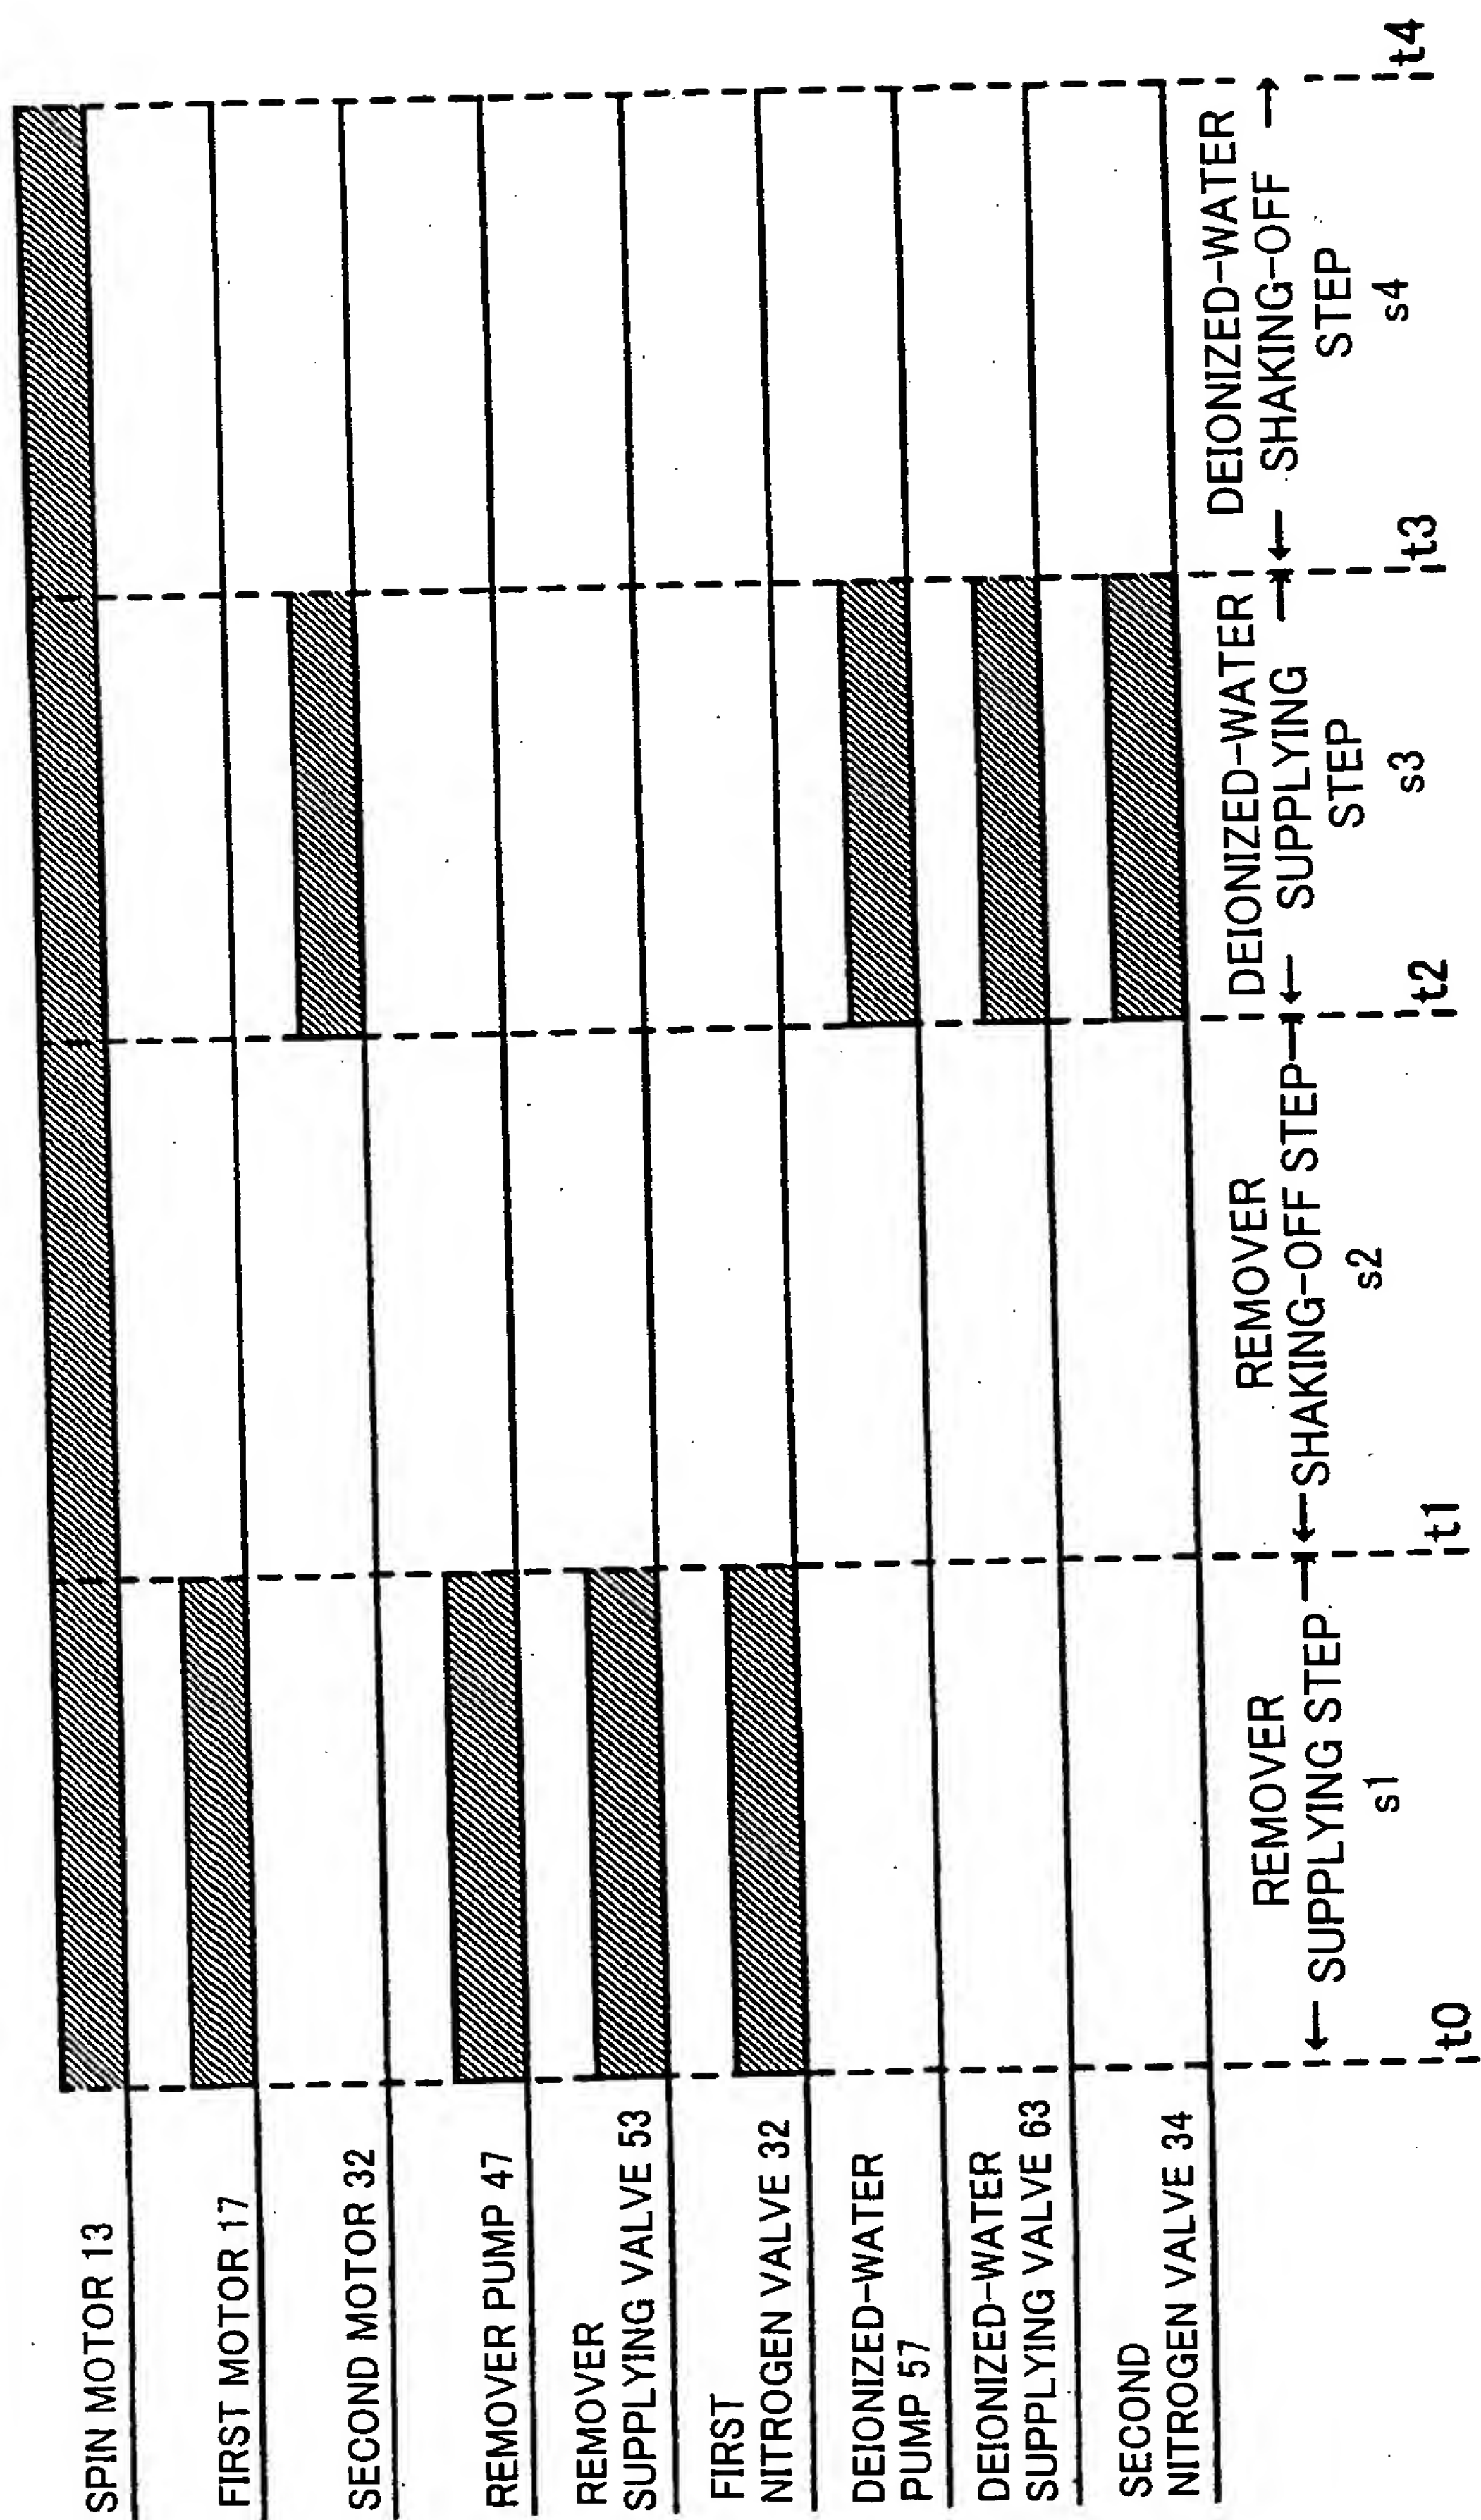 SPIN MOTOR 13
FIRST MOTOR 17
SECOND MOTOR 32
REMOVER PUMP 47
REMOVER
SUPPLYING VALVE 53
FIRST
NITROGEN VALVE 32
DEIONIZED-WATER
PUMP 57
DEIONIZED-WATER
SUPPLYING VALVE 63
SECOND
NITROGEN VALVE 34
REMOVER
SUPPLYING STEP
s1
REMOVER
SHAKING-OFF STEP
s2
DEIONIZED-WATER
SUPPLYING
STEP
s3
DEIONIZED-WATER
SHAKING-OFF
STEP
s4
t0
t1
t2
t3
t4